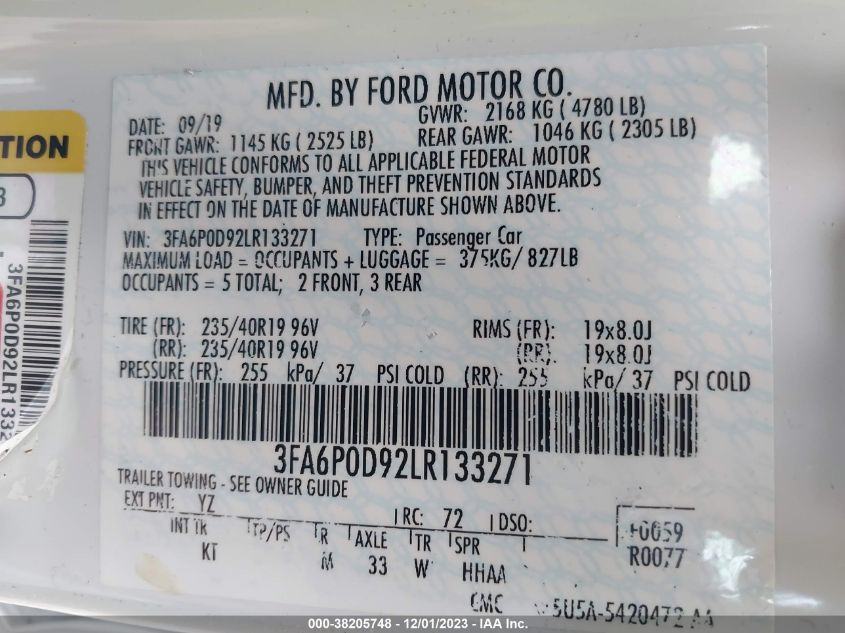 MFD. BY FORD MOTOR CO.
DATE: 09/19 GVWR: 2168 KG ( 4780 LB)
FRONT GAWR: 1145 KG ( 2525 LB) REAR GAWR: 1046 KG ( 2305 LB)
THIS VEHICLE CONFORMS TO ALL APPLICABLE FEDERAL MOTOR
VEHICLE SAFETY, BUMPER, AND THEFT PREVENTION STANDARDS
IN EFFECT ON THE DATE OF MANUFACTURE SHOWN ABOVE.
VIN: 3FA6P0D92LR133271 TYPE: Passenger Car
MAXIMUM LOAD = OCCUPANTS + LUGGAGE = 375KG/ 827LB
OCCUPANTS = 5 TOTAL; 2 FRONT, 3 REAR
TIRE (FR): 235/40R19 96V RIMS (FR): 19x8.0J
(RR): 235/40R19 96V (RR): 19x8.0J
PRESSURE (FR): 255 kPa/ 37 PSI COLD (RR): 255 kPa/ 37 PSI COLD
3FA6P0D92LR133271
TRAILER TOWING - SEE OWNER GUIDE
EXT PNT: YZ RC: 72 DSO:
F0059
INT TR TP/PS R AXLE TR SPR
R0077
KT M 33 W HHAA
5U5A-5420472-AA
TION
3
3FA6P0D92LR1332
000-38205748 - 12/01/2023 - IAA Inc.